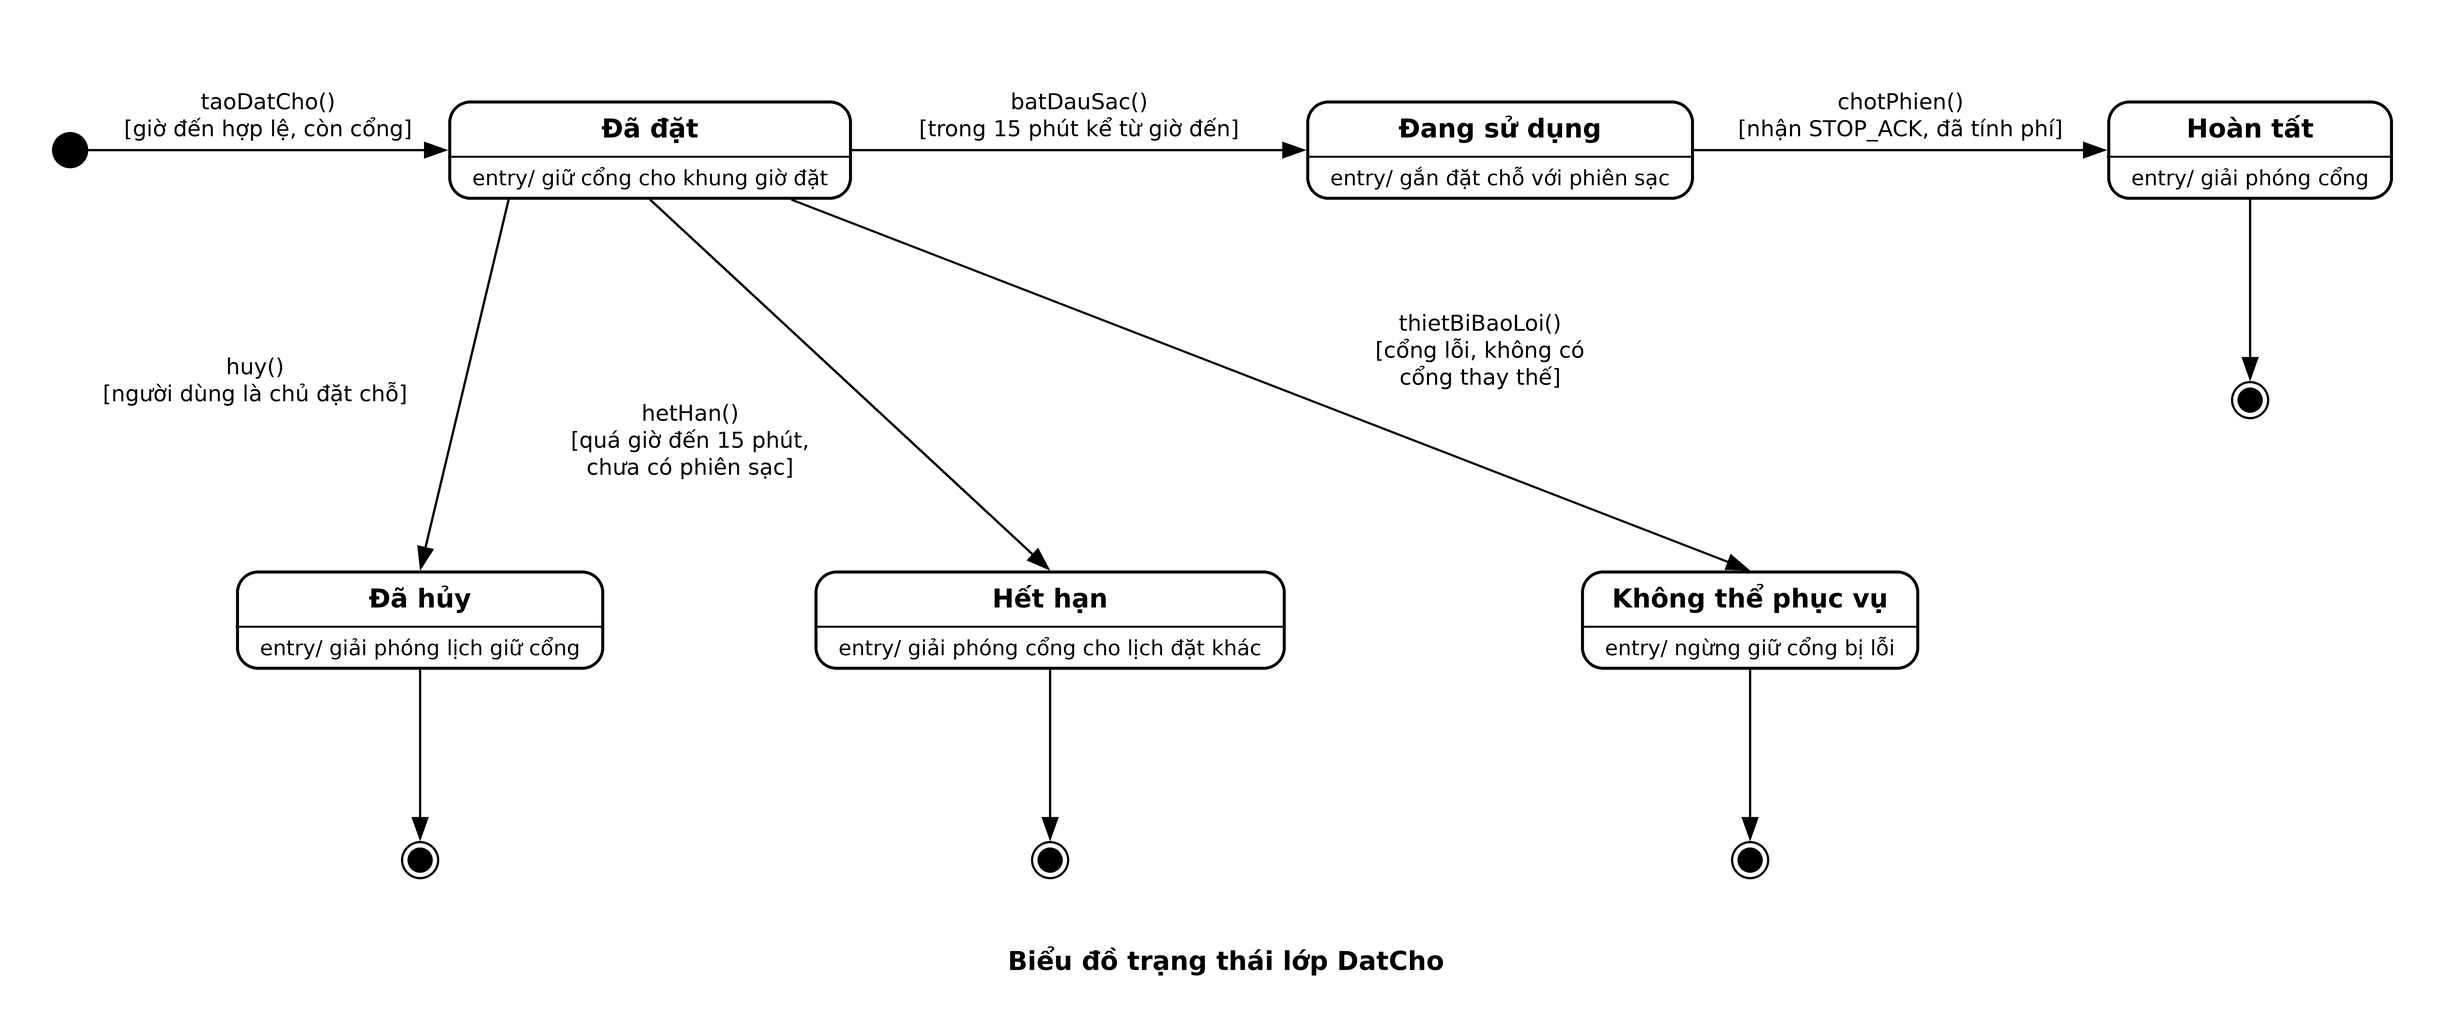 taoDatCho()
[giờ đến hợp lệ, còn cổng]
Đã đặt
entry/ giữ cổng cho khung giờ đặt
batDauSac()
[trong 15 phút kể từ giờ đến]
Đang sử dụng
entry/ gắn đặt chỗ với phiên sạc
chotPhien()
[nhận STOP_ACK, đã tính phí]
Hoàn tất
entry/ giải phóng cổng
huy()
[người dùng là chủ đặt chỗ]
hetHan()
[quá giờ đến 15 phút,
chưa có phiên sạc]
thietBiBaoLoi()
[cổng lỗi, không có
cổng thay thế]
Đã hủy
entry/ giải phóng lịch giữ cổng
Hết hạn
entry/ giải phóng cổng cho lịch đặt khác
Không thể phục vụ
entry/ ngừng giữ cổng bị lỗi
Biểu đồ trạng thái lớp DatCho